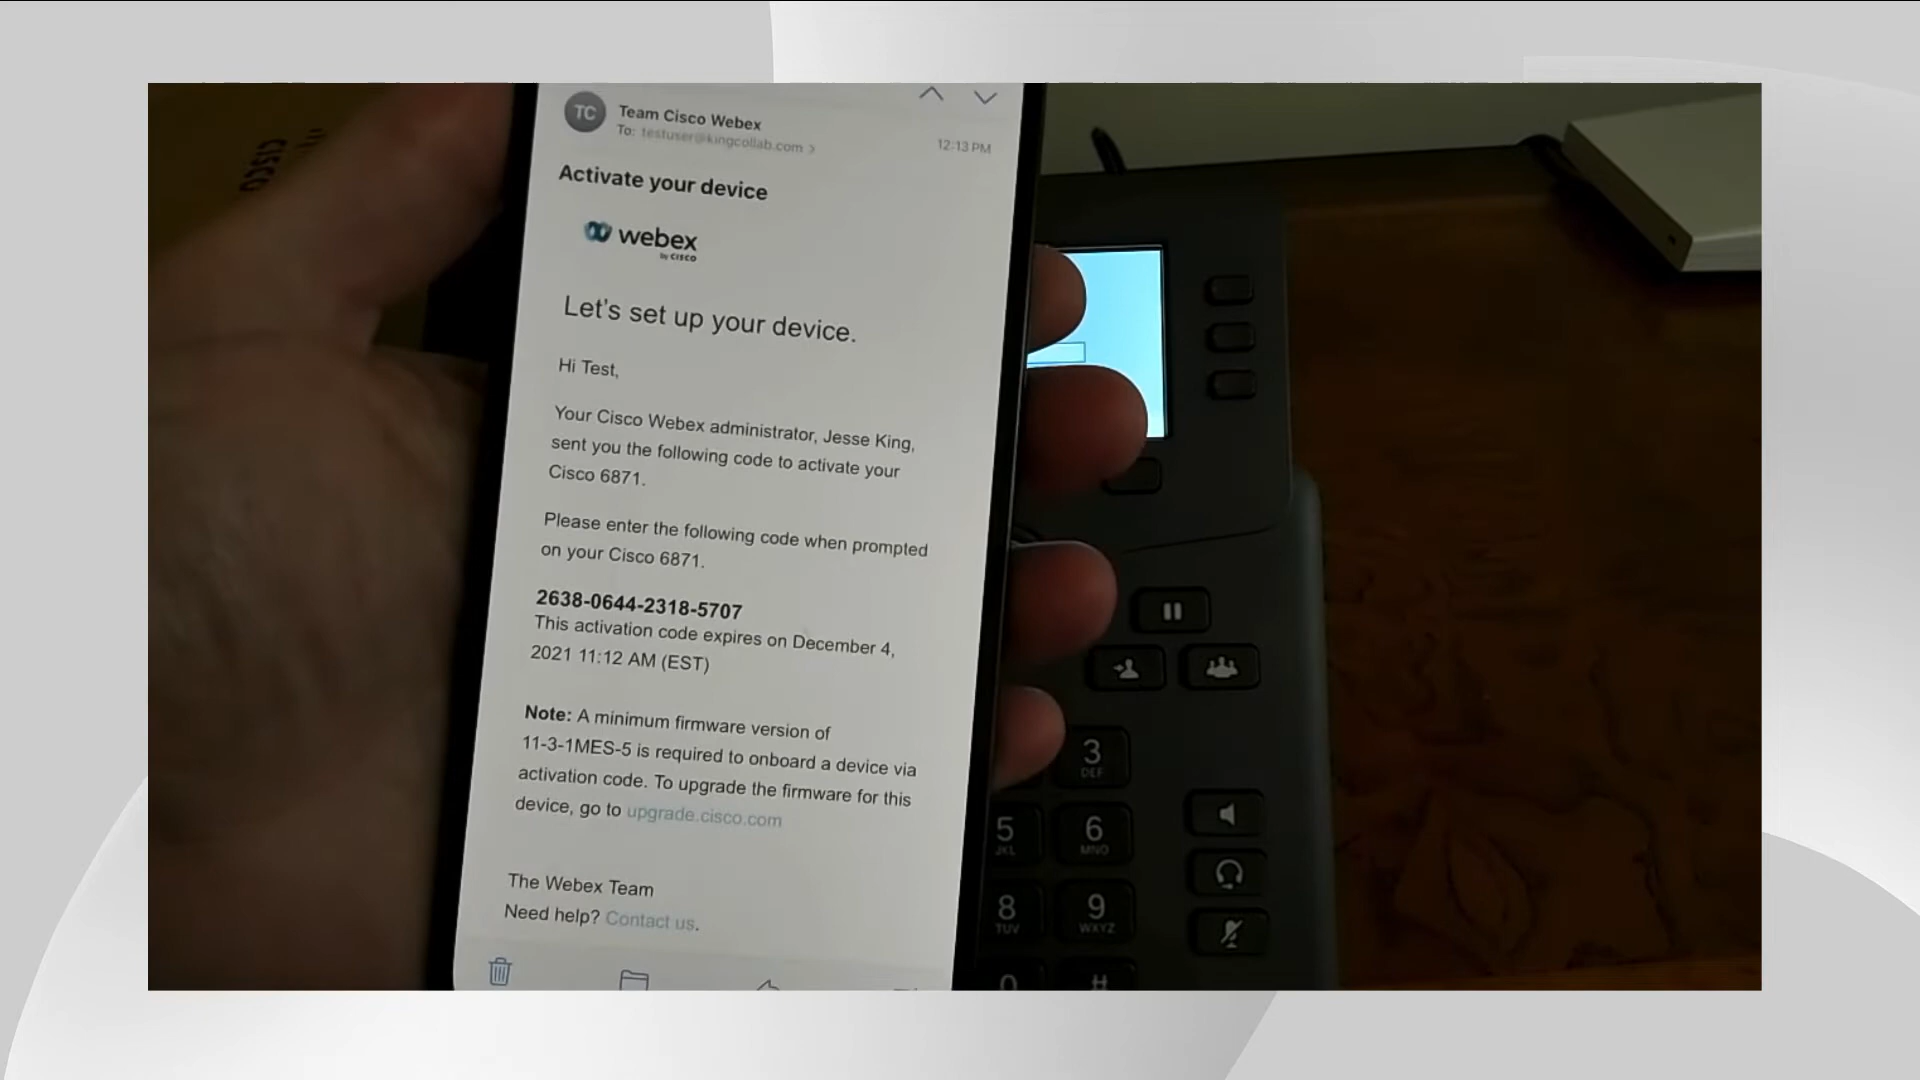 CISCO
TC
Team Cisco Webex
To: testuser@kingcollab.com >
12:13 PM
Activate your device
webex
by CISCO
Let's set up your device.
Hi Test,
Your Cisco Webex administrator, Jesse King,
sent you the following code to activate your
Cisco 6871.
Please enter the following code when prompted
on your Cisco 6871.
2638-0644-2318-5707
This activation code expires on December 4,
2021 11:12 AM (EST)
Note: A minimum firmware version of
11-3-1MES-5 is required to onboard a device via
activation code. To upgrade the firmware for this
device, go to upgrade.cisco.com
The Webex Team
Need help? Contact us.
3
DEF
5
JKL
6
MNO
8
TUV
9
WXYZ
0
#